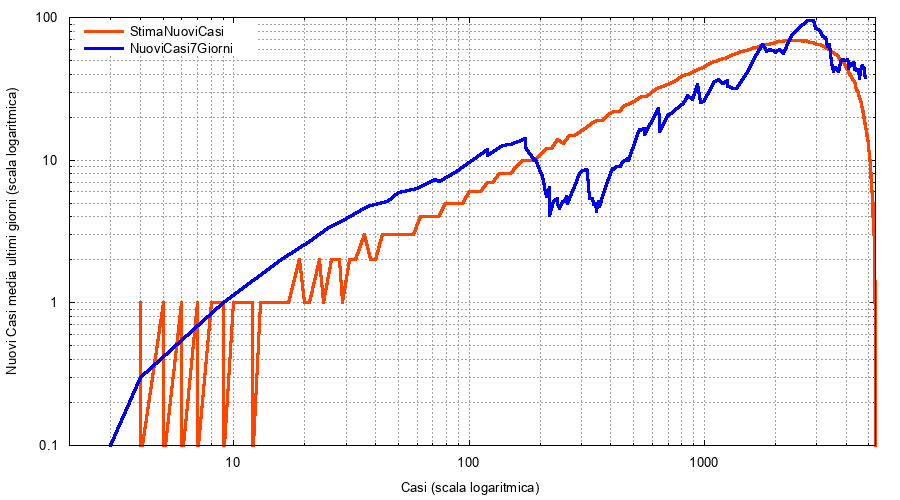 100
StimaNuoviCasi
NuoviCasi7Giorni
10
1
0.1
10
100
1000
Nuovi Casi media ultimi giorni (scala logaritmica)
Casi (scala logaritmica)